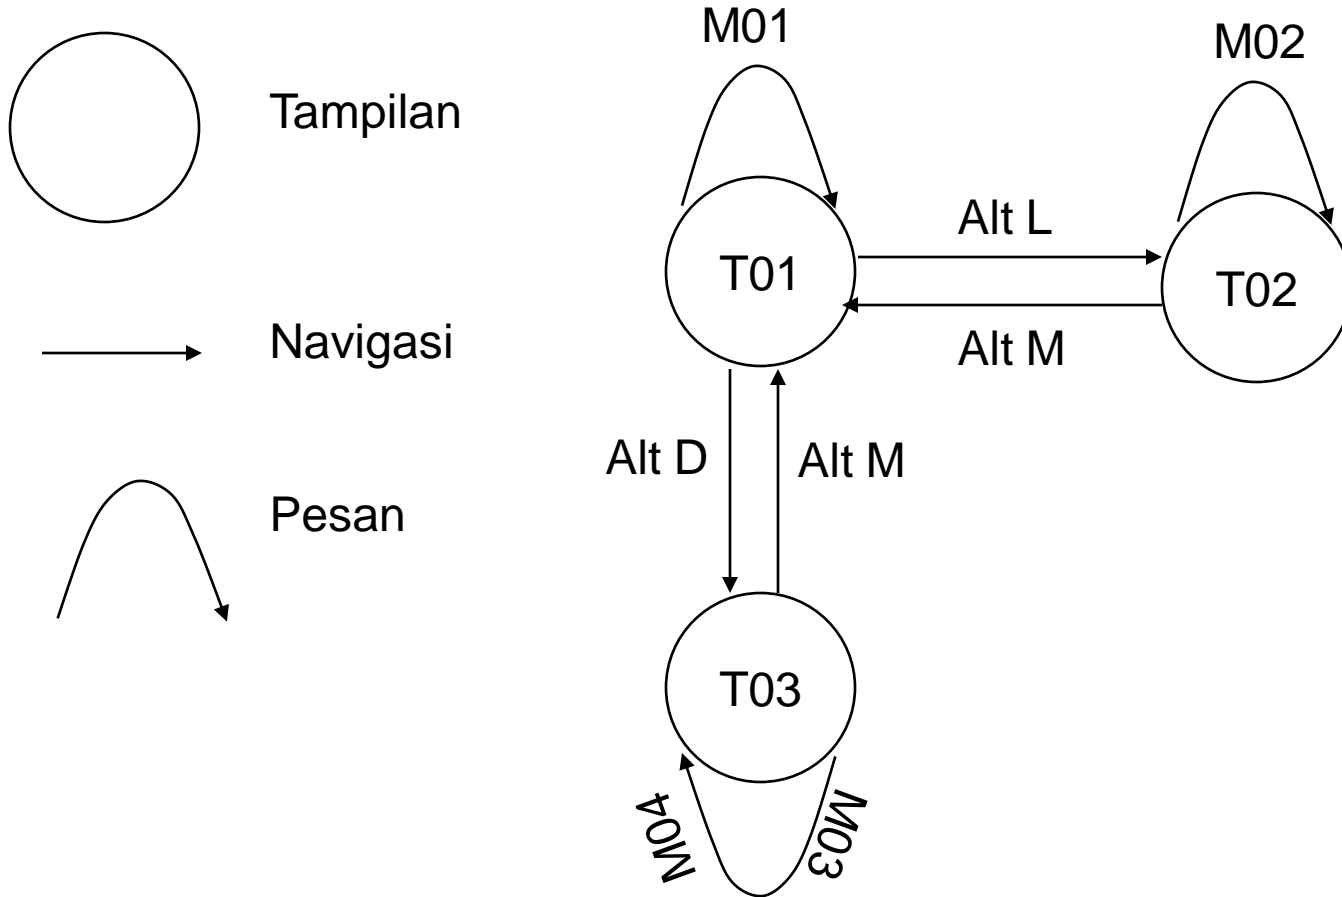 Tampilan
Navigasi
Pesan
M01
M02
T01
Alt L
T02
Alt M
Alt D
Alt M
T03
M04
M03